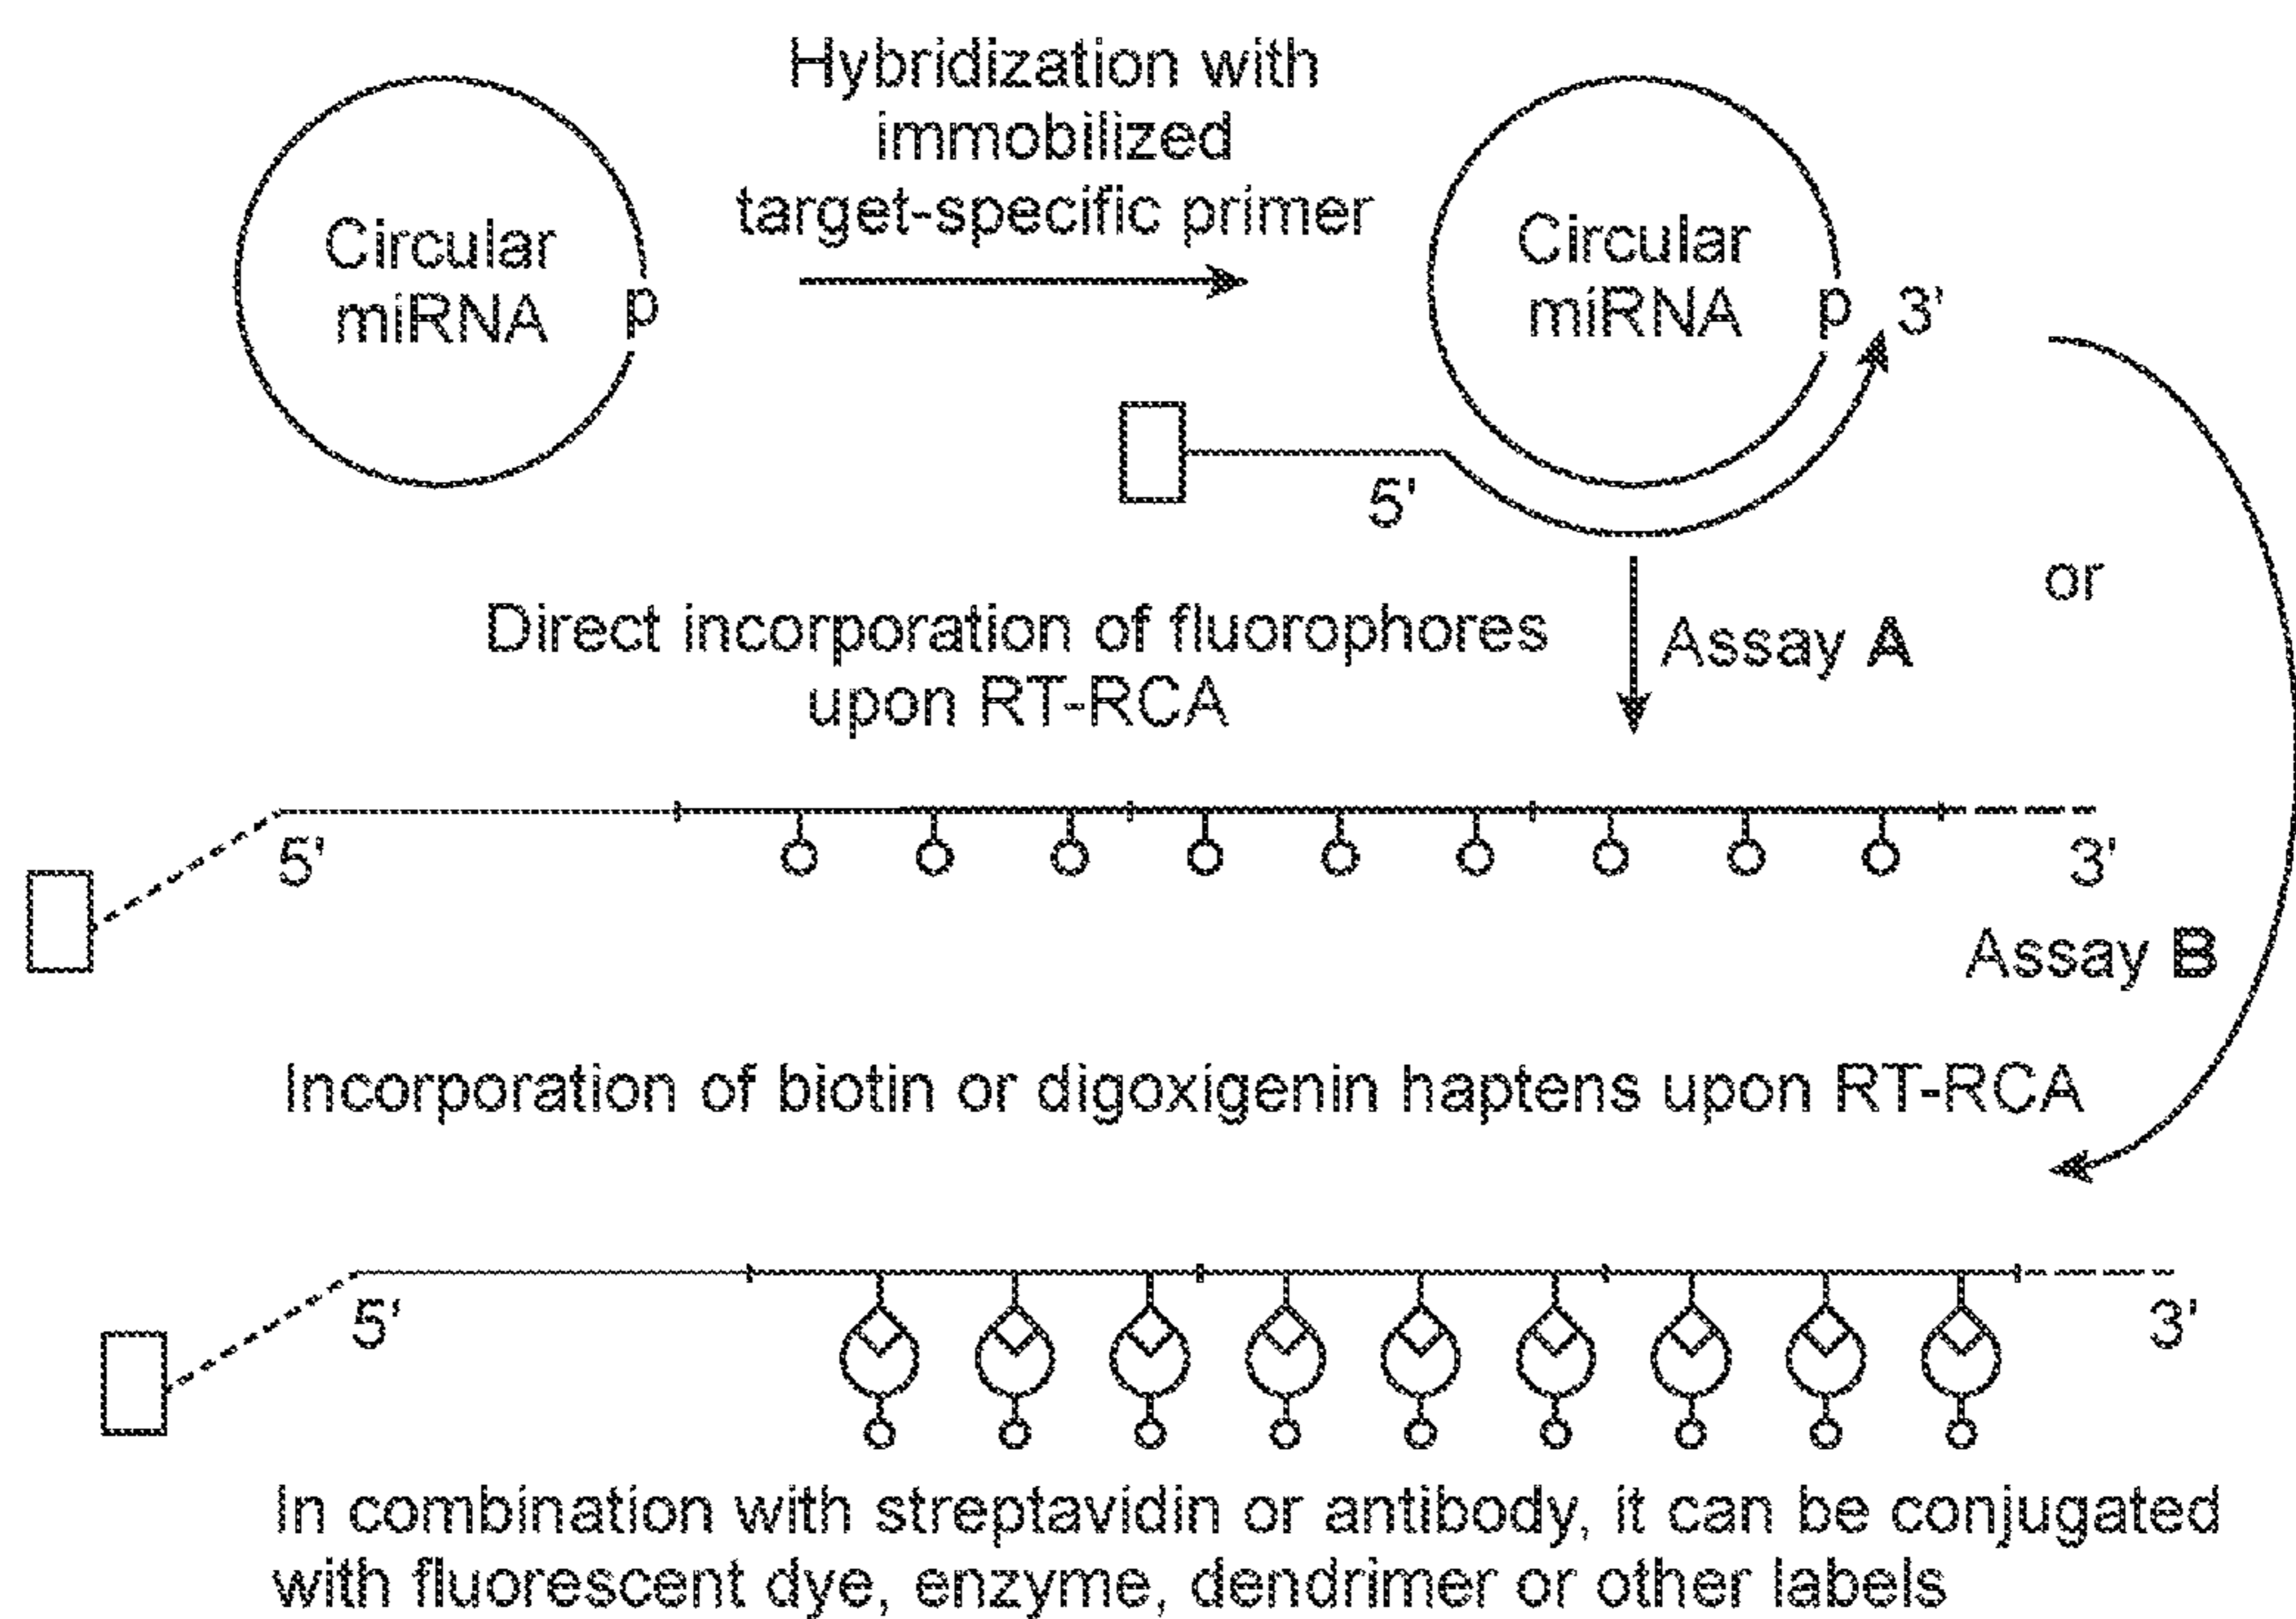 Hybridization with
immobilized
target-specific primer
Circular
miRNA
p
Circular
miRNA
p
3'
5'
or
Direct incorporation of fluorophores
upon RT-RCA
Assay A
5'
3'
Assay B
Incorporation of biotin or digoxigenin haptens upon RT-RCA
5'
3'
In combination with streptavidin or antibody, it can be conjugated
with fluorescent dye, enzyme, dendrimer or other labels